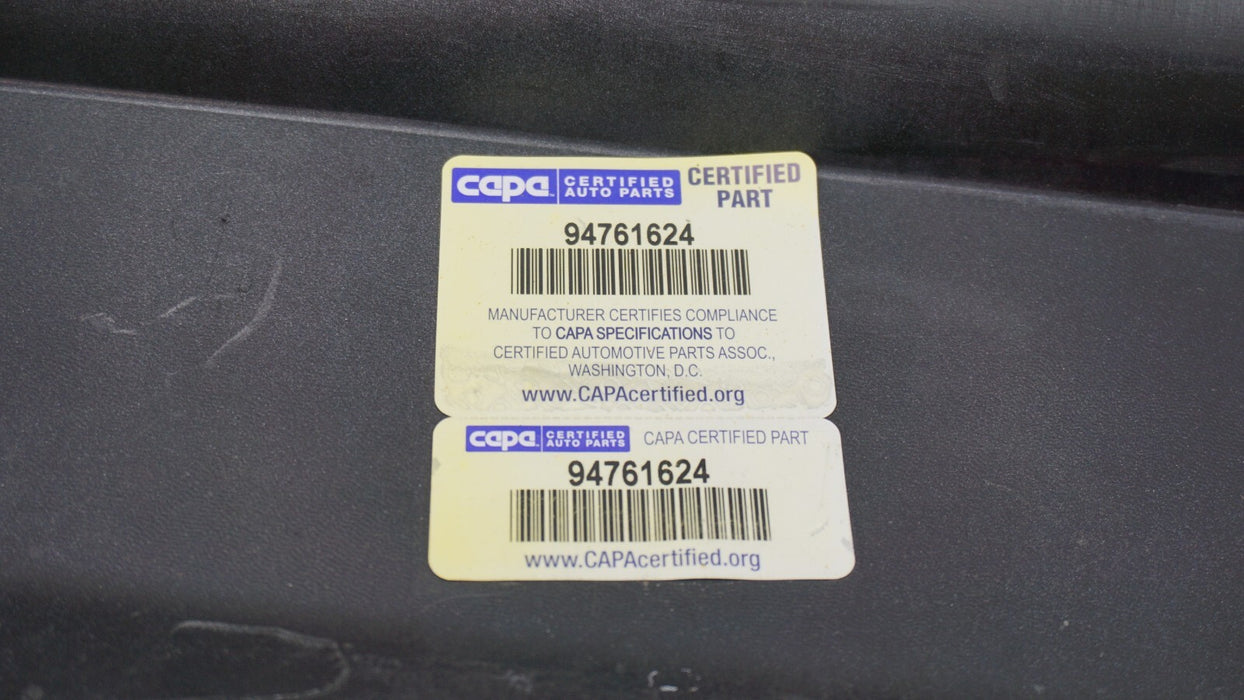 capa CERTIFIED AUTO PARTS CERTIFIED PART
94761624
MANUFACTURER CERTIFIES COMPLIANCE
TO CAPA SPECIFICATIONS TO
CERTIFIED AUTOMOTIVE PARTS ASSOC.,
WASHINGTON, D.C.
www.CAPAcertified.org
capa CERTIFIED AUTO PARTS CAPA CERTIFIED PART
94761624
www.CAPAcertified.org